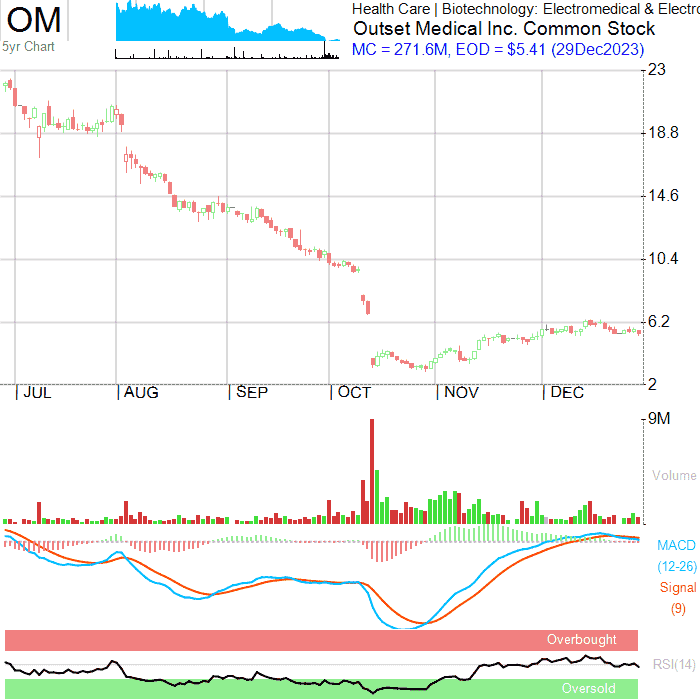 OM
5yr Chart
Health Care | Biotechnology: Electromedical & Electro
Outset Medical Inc. Common Stock
MC = 271.6M, EOD = $5.41 (29Dec2023)
23
18.8
14.6
10.4
6.2
2
JUL AUG SEP OCT NOV DEC
9M
Volume
MACD
(12-26)
Signal
(9)
Overbought
RSI(14)
Oversold